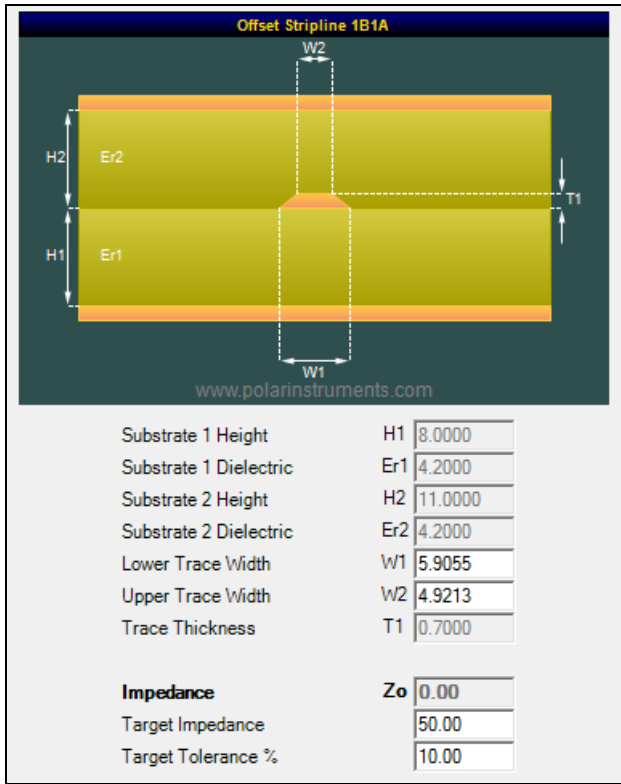 Offset Stripline 1B1A
W2
H2 Er2
T1
H1 Er1
W1
www.polarinstruments.com
Substrate 1 Height H1 8.0000
Substrate 1 Dielectric Er1 4.2000
Substrate 2 Height H2 11.0000
Substrate 2 Dielectric Er2 4.2000
Lower Trace Width W1 5.9055
Upper Trace Width W2 4.9213
Trace Thickness T1 0.7000
Impedance Zo 0.00
Target Impedance 50.00
Target Tolerance % 10.00